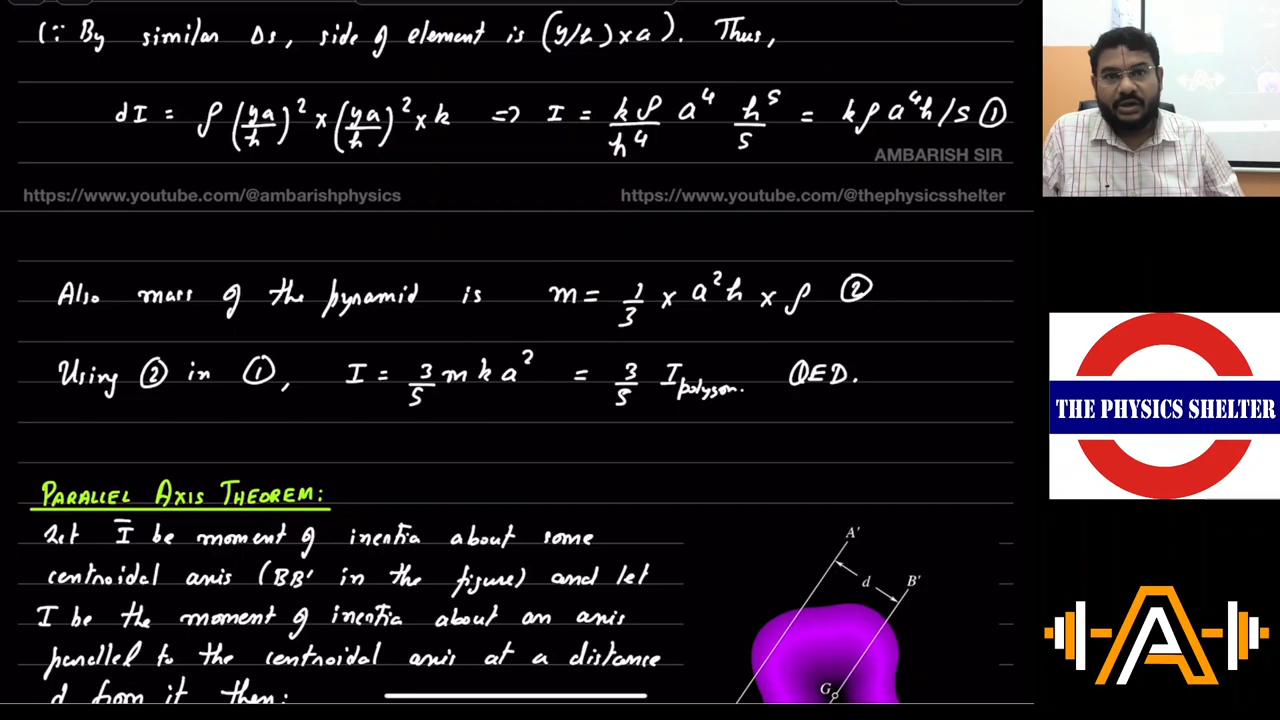 (∵ By similar Δs, side of element is (y/h) × a). Thus,
dI = ρ (ya/h)² × (ya/h)² × k ⇒ I = kρ/h⁴ a⁴ h⁵/5 = kρa⁴h/5 ①
AMBARISH SIR
https://www.youtube.com/@ambarishphysics https://www.youtube.com/@thephysicsshelter
Also mass of the pyramid is m = 1/3 × a²h × ρ ②
Using ② in ①, I = 3/5 mka² = 3/5 I polygon. QED.
PARALLEL AXIS THEOREM:
Let Ī be moment of inertia about some
centroidal axis (BB' in the figure) and let
I be the moment of inertia about an axis
parallel to the centroidal axis at a distance
d from it then:
A'
d
B'
G
THE PHYSICS SHELTER
A